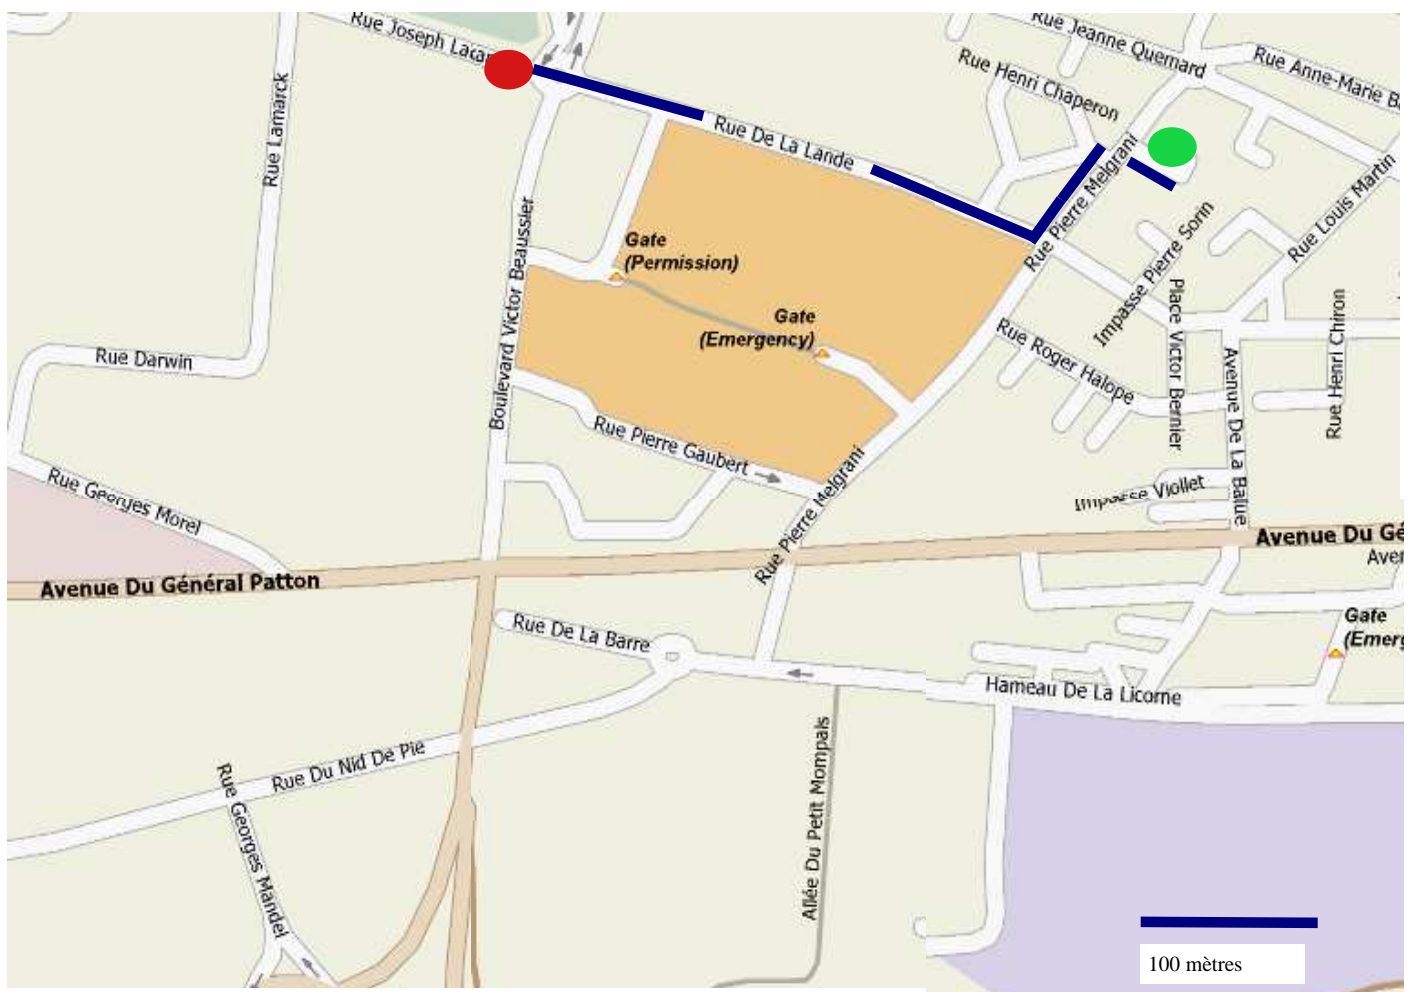 Rue Joseph
Rue Jeanne Quemard
Rue Anne-Marie
Rue Henri Chaperon
Rue Lamarck
Rue De La Lande
Rue Pierre Melgrani
Rue Louis Martin
Boulevard Victor Beaussier
Gate
(Permission)
Impasse Pierre Sorin
Place Victor Bernier
Gate
(Emergency)
Rue Roger Halope
Rue Henri Chiron
Rue Darwin
Avenue De La Balue
Rue Pierre Gaubert
Rue Georges Morel
Impasse Viollet
Rue Pierre Melgrani
Avenue Du Général Patton
Avenue Du
Rue De La Barre
Gate
Hameau De La Licorne
Rue Du Nid De Pie
Allée Du Petit Mompals
Rue Georges Mandel
100 mètres